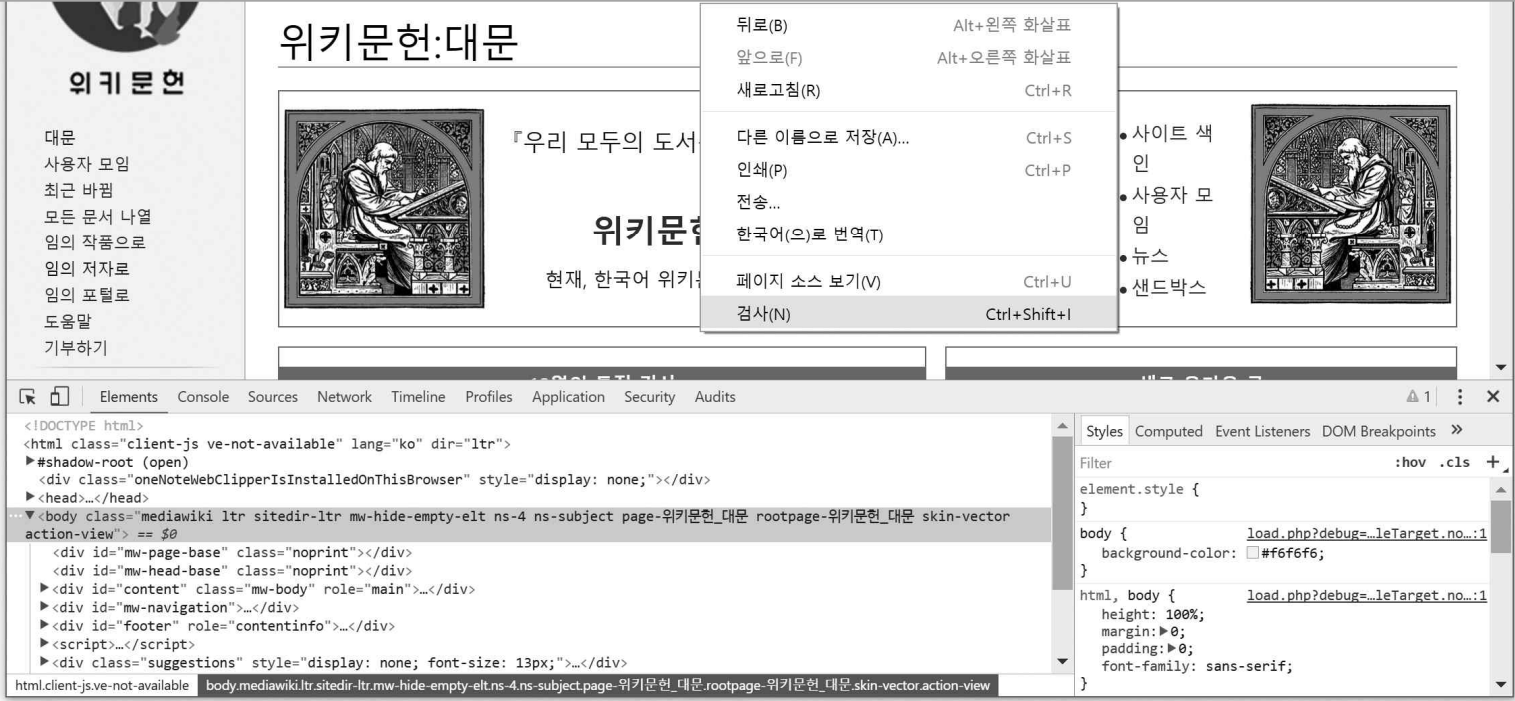 위키문헌
대문
사용자 모임
최근 바뀜
모든 문서 나열
임의 작품으로
임의 저자로
임의 포털로
도움말
기부하기
위키문헌:대문
『우리 모두의 도서
위키문헌
현재, 한국어 위키
뒤로(B) Alt+왼쪽 화살표
앞으로(F) Alt+오른쪽 화살표
새로고침(R) Ctrl+R
다른 이름으로 저장(A)... Ctrl+S
인쇄(P) Ctrl+P
전송...
한국어(으)로 번역(T)
페이지 소스 보기(V) Ctrl+U
검사(N) Ctrl+Shift+I
•사이트 색
인
•사용자 모
임
•뉴스
•샌드박스
Elements Console Sources Network Timeline Profiles Application Security Audits 1
<!DOCTYPE html>
<html class="client-js ve-not-available" lang="ko" dir="ltr">
#shadow-root (open)
<div class="oneNoteWebClipperIsInstalledOnThisBrowser" style="display: none;"></div>
<head>…</head>
…<body class="mediawiki ltr sitedir-ltr mw-hide-empty-elt ns-4 ns-subject page-위키문헌_대문 rootpage-위키문헌_대문 skin-vector
action-view"> == $0
<div id="mw-page-base" class="noprint"></div>
<div id="mw-head-base" class="noprint"></div>
<div id="content" class="mw-body" role="main">…</div>
<div id="mw-navigation">…</div>
<div id="footer" role="contentinfo">…</div>
<script>…</script>
<div class="suggestions" style="display: none; font-size: 13px;">…</div>
html.client-js.ve-not-available body.mediawiki.ltr.sitedir-ltr.mw-hide-empty-elt.ns-4.ns-subject.page-위키문헌_대문.rootpage-위키문헌_대문.skin-vector.action-view
Styles Computed Event Listeners DOM Breakpoints »
Filter :hov .cls +
element.style {
}
body { load.php?debug=…leTarget.no…:1
background-color: #f6f6f6;
}
html, body { load.php?debug=…leTarget.no…:1
height: 100%;
margin: 0;
padding: 0;
font-family: sans-serif;
}